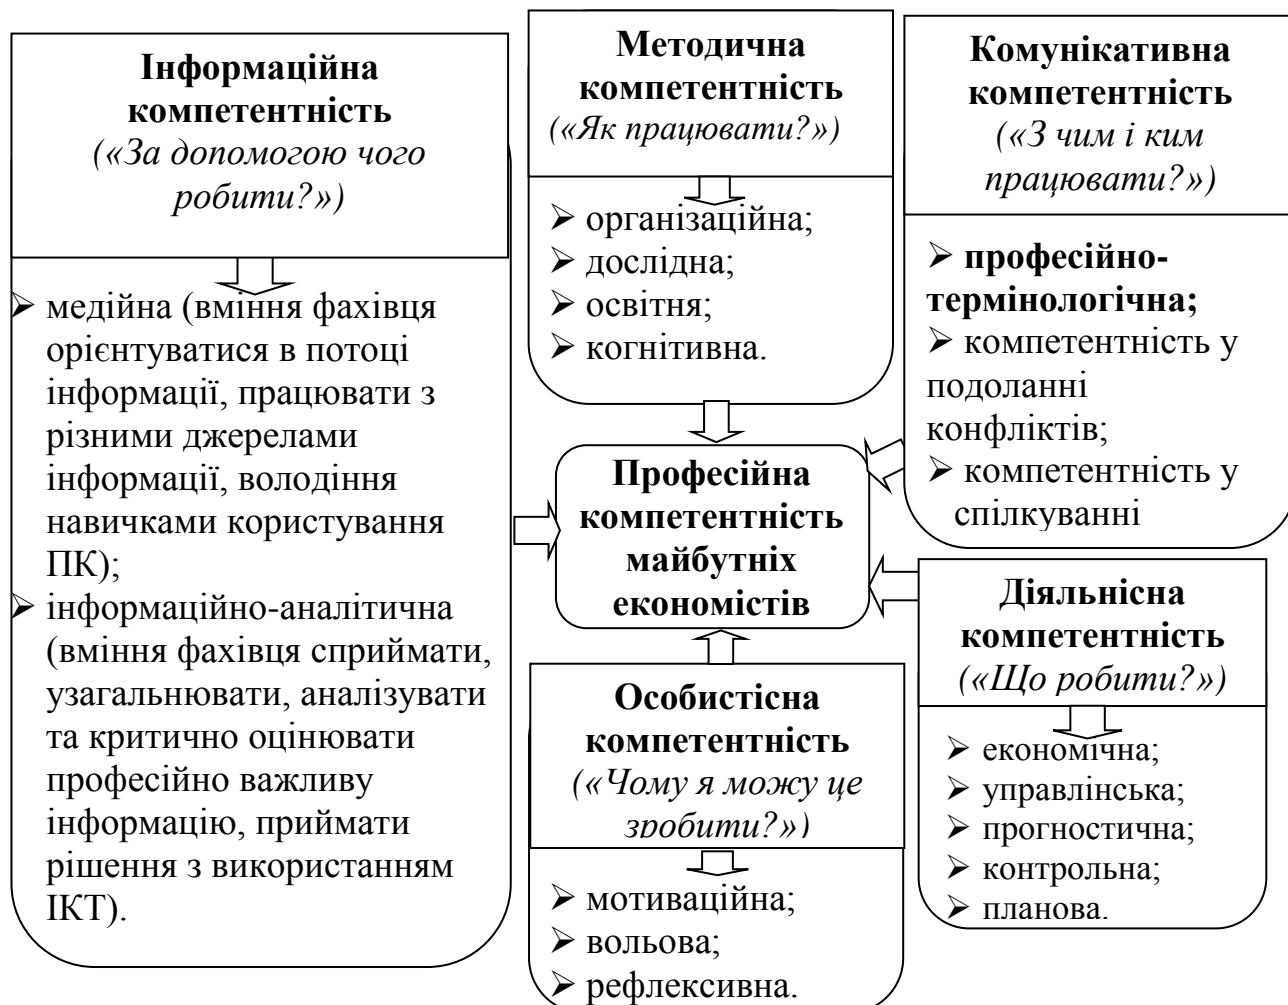 Інформаційна
компетентність
(«За допомогою чого
робити?»)
➢ медійна (вміння фахівця
орієнтуватися в потоці
інформації, працювати з
різними джерелами
інформації, володіння
навичками користування
ПК);
➢ інформаційно-аналітична
(вміння фахівця сприймати,
узагальнювати, аналізувати
та критично оцінювати
професійно важливу
інформацію, приймати
рішення з використанням
ІКТ).
Методична
компетентність
(«Як працювати?»)
➢ організаційна;
➢ дослідна;
➢ освітня;
➢ когнітивна.
Комунікативна
компетентність
(«З чим і ким
працювати?»)
➢ професійно-
термінологічна;
➢ компетентність у
подоланні
конфліктів;
➢ компетентність у
спілкуванні
Професійна
компетентність
майбутніх
економістів
Діяльнісна
компетентність
(«Що робити?»)
➢ економічна;
➢ управлінська;
➢ прогностична;
➢ контрольна;
➢ планова.
Особистісна
компетентність
(«Чому я можу це
зробити?»)
➢ мотиваційна;
➢ вольова;
➢ рефлексивна.